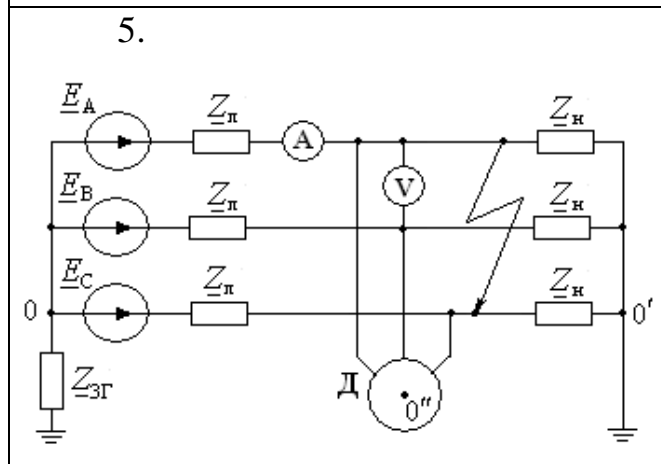 5.
E_A Z_л A Z_н
V
E_B Z_л Z_н
E_C Z_л Z_н
0 0'
Z_ЗГ Д 0"